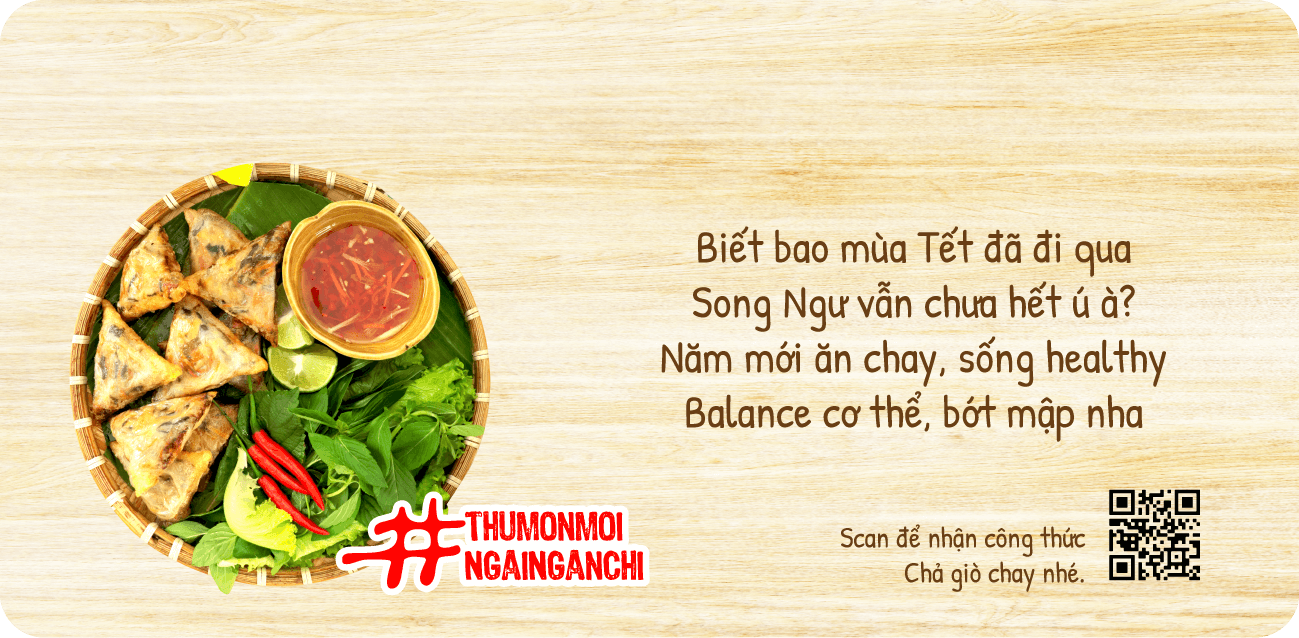 Biết bao mùa Tết đã đi qua
Song Ngư vẫn chưa hết ú à?
Năm mới ăn chay, sống healthy
Balance cơ thể, bớt mập nha
#THUMONMOI
NGAINGANCHI
Scan để nhận công thức
Chả giò chay nhé.